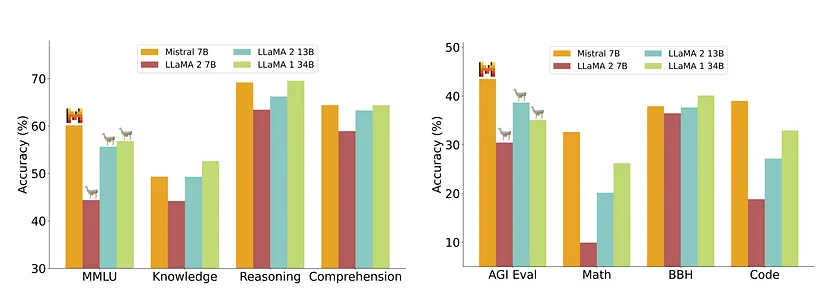 Mistral 7B LLaMA 2 13B
LLaMA 2 7B LLaMA 1 34B
70
60
50
40
30
Accuracy (%)
MMLU Knowledge Reasoning Comprehension
Mistral 7B LLaMA 2 13B
LLaMA 2 7B LLaMA 1 34B
50
40
30
20
10
Accuracy (%)
AGI Eval Math BBH Code